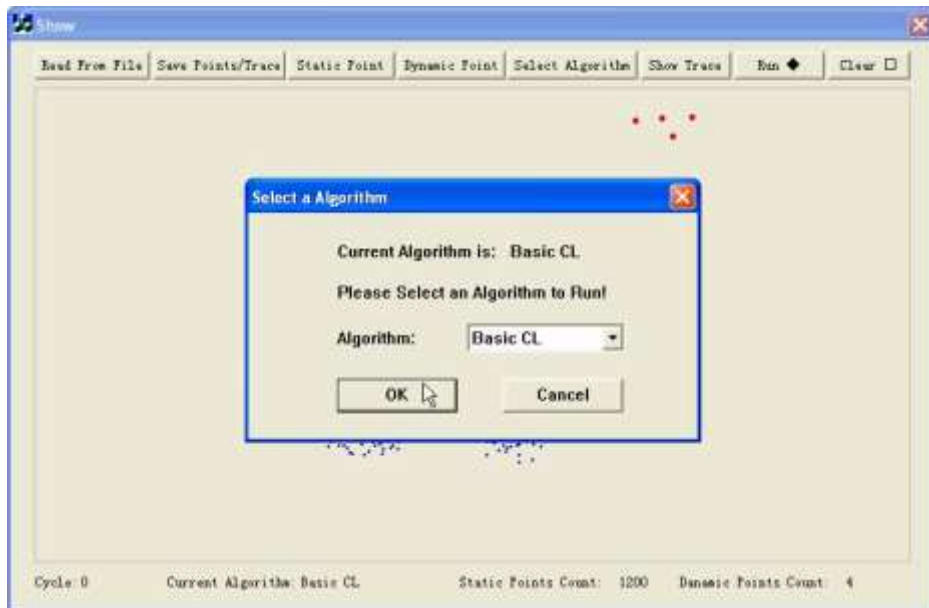 Show
Read From File Save Points/Trace Static Point Dynamic Point Select Algorithm Show Trace Run Clear
Select a Algorithm
Current Algorithm is: Basic CL
Please Select an Algorithm to Run!
Algorithm: Basic CL
OK Cancel
Cycle: 0 Current Algorithm: Basic CL Static Points Count: 1200 Danamic Points Count: 4